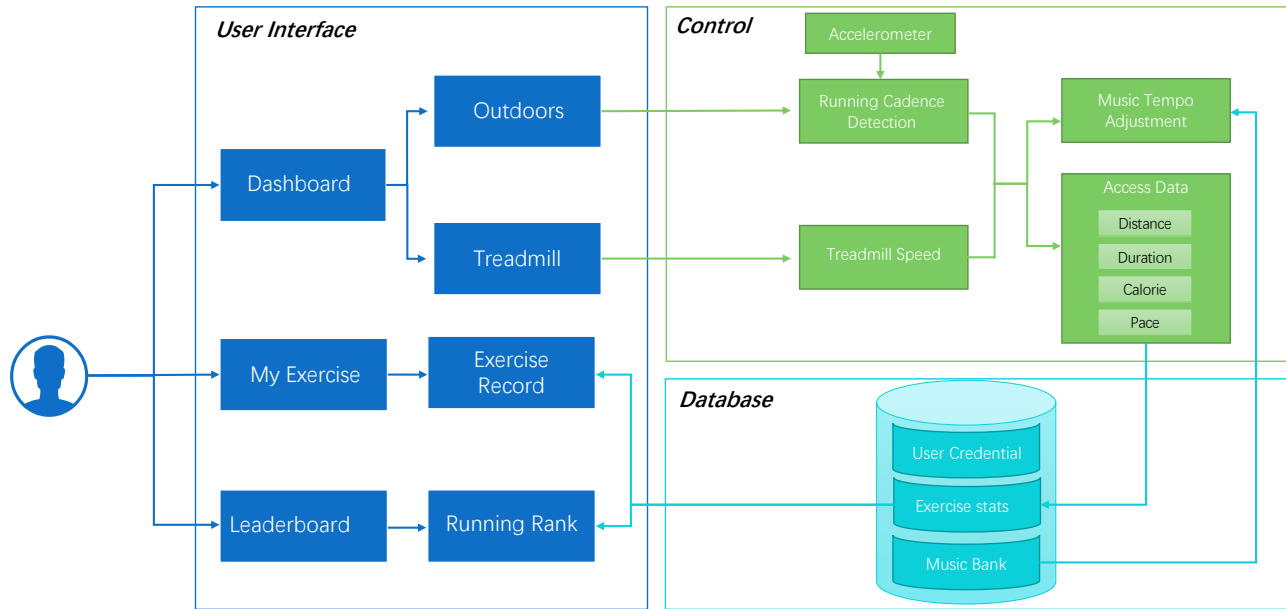 User Interface
Dashboard
Outdoors
Treadmill
My Exercise
Exercise
Record
Leaderboard
Running Rank
Control
Accelerometer
Running Cadence
Detection
Treadmill Speed
Music Tempo
Adjustment
Access Data
Distance
Duration
Calorie
Pace
Database
User Credential
Exercise stats
Music Bank